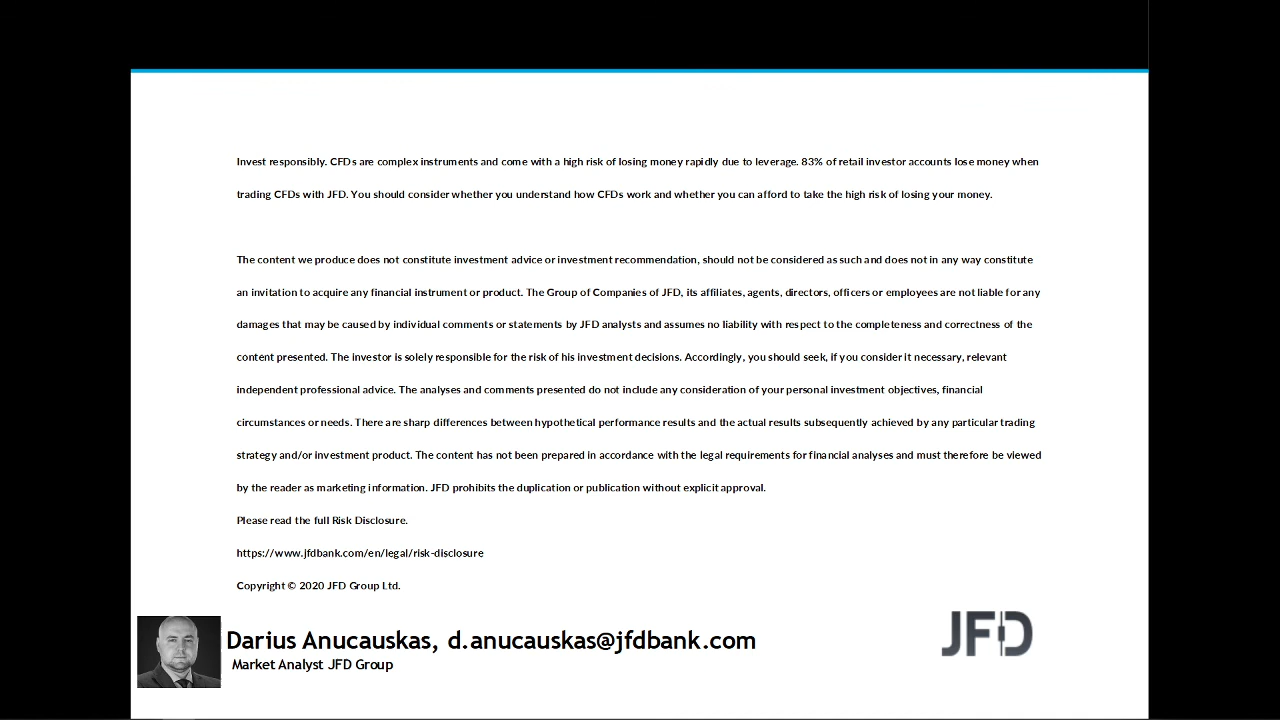 Invest responsibly. CFDs are complex instruments and come with a high risk of losing money rapidly due to leverage. 83% of retail investor accounts lose money when
trading CFDs with JFD. You should consider whether you understand how CFDs work and whether you can afford to take the high risk of losing your money.
The content we produce does not constitute investment advice or investment recommendation, should not be considered as such and does not in any way constitute
an invitation to acquire any financial instrument or product. The Group of Companies of JFD, its affiliates, agents, directors, officers or employees are not liable for any
damages that may be caused by individual comments or statements by JFD analysts and assumes no liability with respect to the completeness and correctness of the
content presented. The investor is solely responsible for the risk of his investment decisions. Accordingly, you should seek, if you consider it necessary, relevant
independent professional advice. The analyses and comments presented do not include any consideration of your personal investment objectives, financial
circumstances or needs. There are sharp differences between hypothetical performance results and the actual results subsequently achieved by any particular trading
strategy and/or investment product. The content has not been prepared in accordance with the legal requirements for financial analyses and must therefore be viewed
by the reader as marketing information. JFD prohibits the duplication or publication without explicit approval.
Please read the full Risk Disclosure.
https://www.jfdbank.com/en/legal/risk-disclosure
Copyright © 2020 JFD Group Ltd.
Darius Anucauskas, d.anucauskas@jfdbank.com
Market Analyst JFD Group
JFD